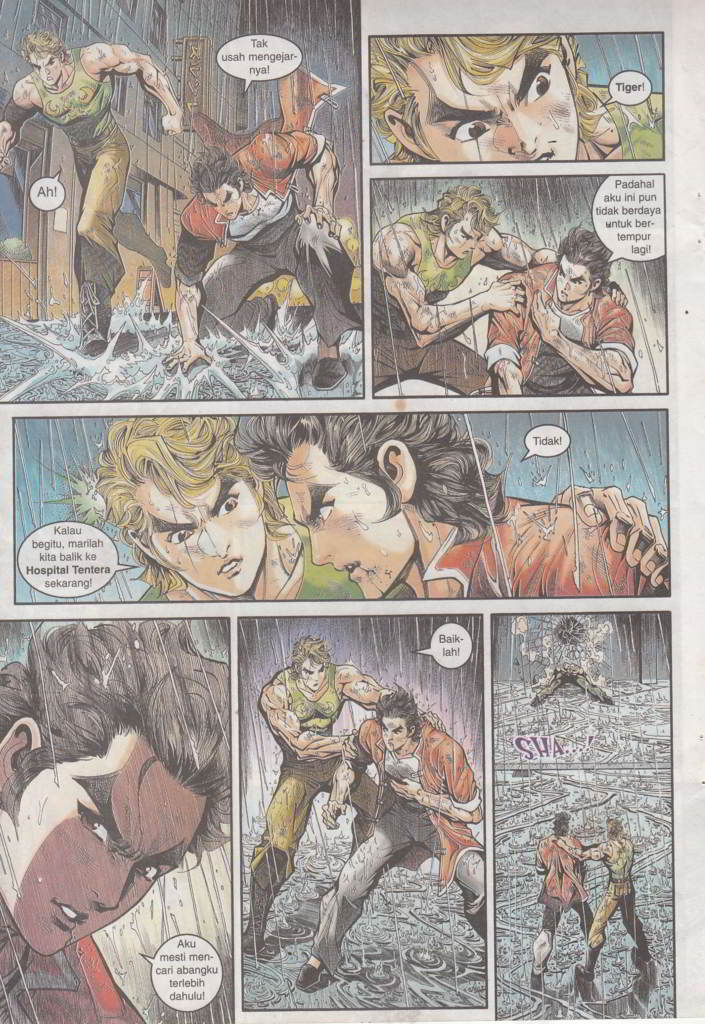 Tak
usah mengejar-
nya!
Ah!
Tiger!
Padahal
aku ini pun
tidak berdaya
untuk ber-
tempur
lagi!
Tidak!
Kalau
begitu, marilah
kita balik ke
Hospital Tentera
sekarang!
Aku
mesti men-
cari abangku
terlebih
dahulu!
Baik-
lah!
SHA...!